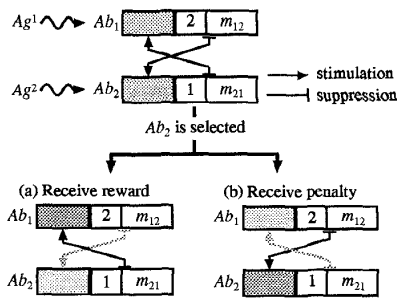 Ag¹ Ab₁ 2 m₁₂
Ag² Ab₂ 1 m₂₁
stimulation
suppression
Ab₂ is selected
(a) Receive reward
(b) Receive penalty
Ab₁ 2 m₁₂
Ab₂ 1 m₂₁
Ab₁ 2 m₁₂
Ab₂ 1 m₂₁